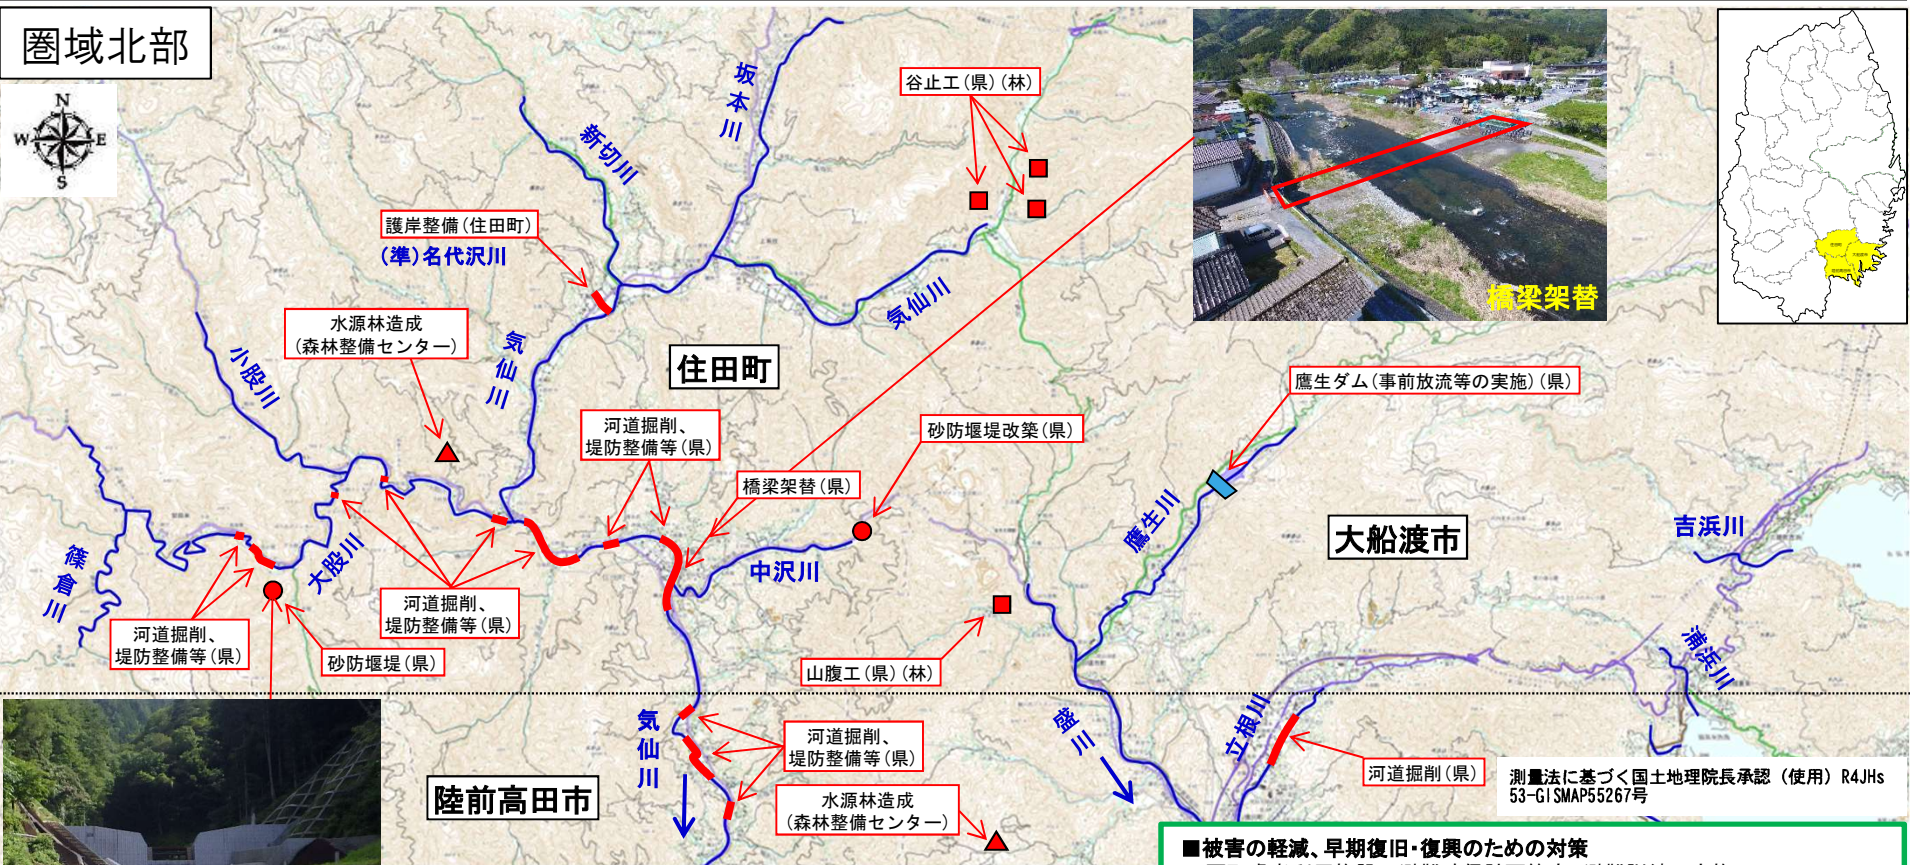 圏域北部
N
W E
S
坂本川
新切川
谷止工(県)(林)
護岸整備(住田町)
(準)名代沢川
水源林造成
(森林整備センター)
小股川
気仙川
気仙川
住田町
橋梁架替
鷹生ダム(事前放流等の実施)(県)
河道掘削、
堤防整備等(県)
砂防堰堤改築(県)
橋梁架替(県)
鷹生川
大船渡市
吉浜川
篠倉川
大股川
中沢川
河道掘削、
堤防整備等(県)
河道掘削、
堤防整備等(県)
砂防堰堤(県)
山腹工(県)(林)
浦浜川
気仙川
盛川
立根川
河道掘削、
堤防整備等(県)
河道掘削(県)
陸前高田市
水源林造成
(森林整備センター)
測量法に基づく国土地理院長承認（使用）R4JHs
53-GISMAP55267号
■被害の軽減、早期復旧・復興のための対策